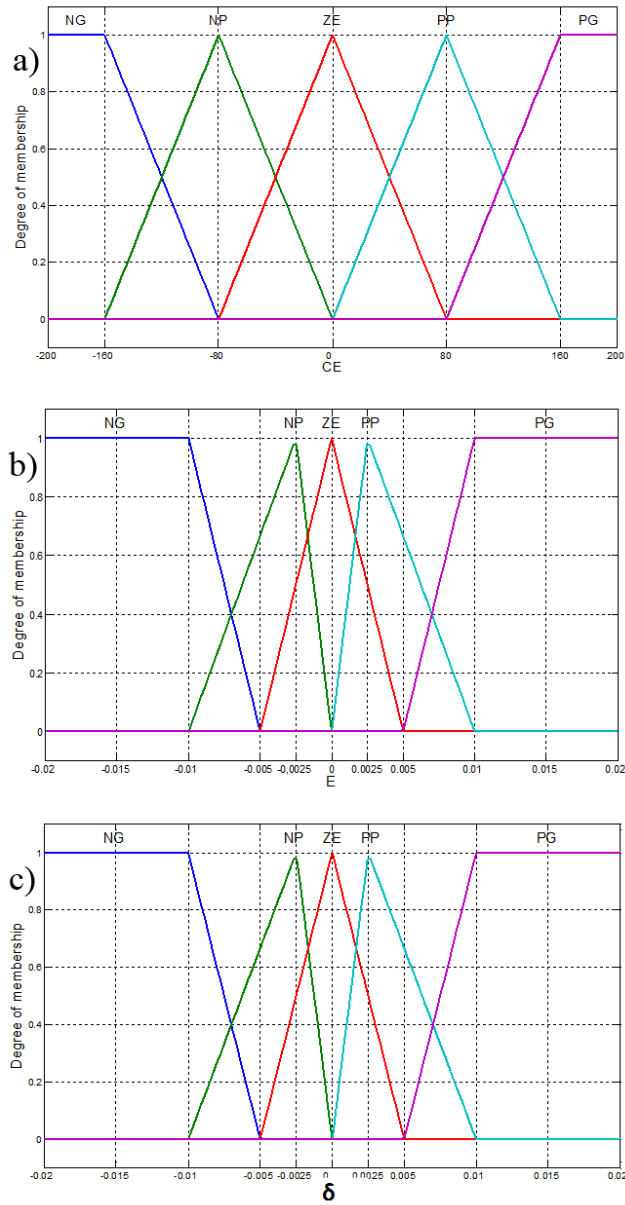 NG NP ZE PP PG
a)
1
0.8
0.6
0.4
0.2
0
Degree of membership
-200 -160 -80 0 80 160 200
CE
NG NP ZE PP PG
b)
1
0.8
0.6
0.4
0.2
0
Degree of membership
-0.02 -0.015 -0.01 -0.005 -0,0025 0 0.0025 0.005 0.01 0.015 0.02
E
NG NP ZE PP PG
c)
1
0.8
0.6
0.4
0.2
0
Degree of membership
-0.02 -0.015 -0.01 -0.005 -0.0025 0 0.0025 0.005 0.01 0.015 0.02
δ